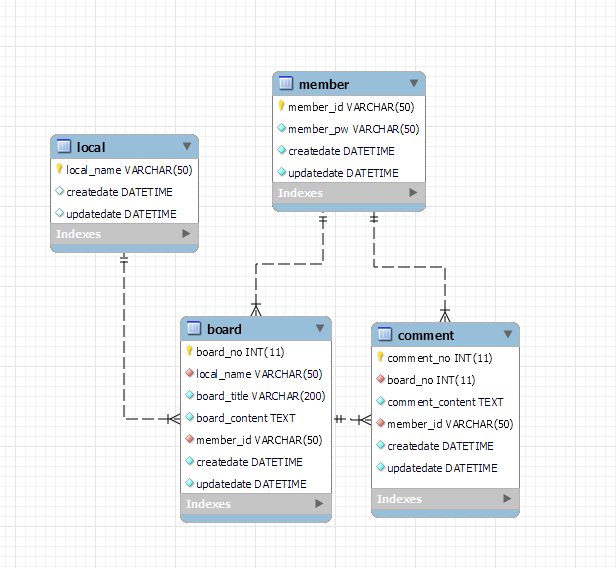 member
member_id VARCHAR(50)
member_pw VARCHAR(50)
createdate DATETIME
updatedate DATETIME
Indexes
local
local_name VARCHAR(50)
createdate DATETIME
updatedate DATETIME
Indexes
board
board_no INT(11)
local_name VARCHAR(50)
board_title VARCHAR(200)
board_content TEXT
member_id VARCHAR(50)
createdate DATETIME
updatedate DATETIME
Indexes
comment
comment_no INT(11)
board_no INT(11)
comment_content TEXT
member_id VARCHAR(50)
createdate DATETIME
updatedate DATETIME
Indexes